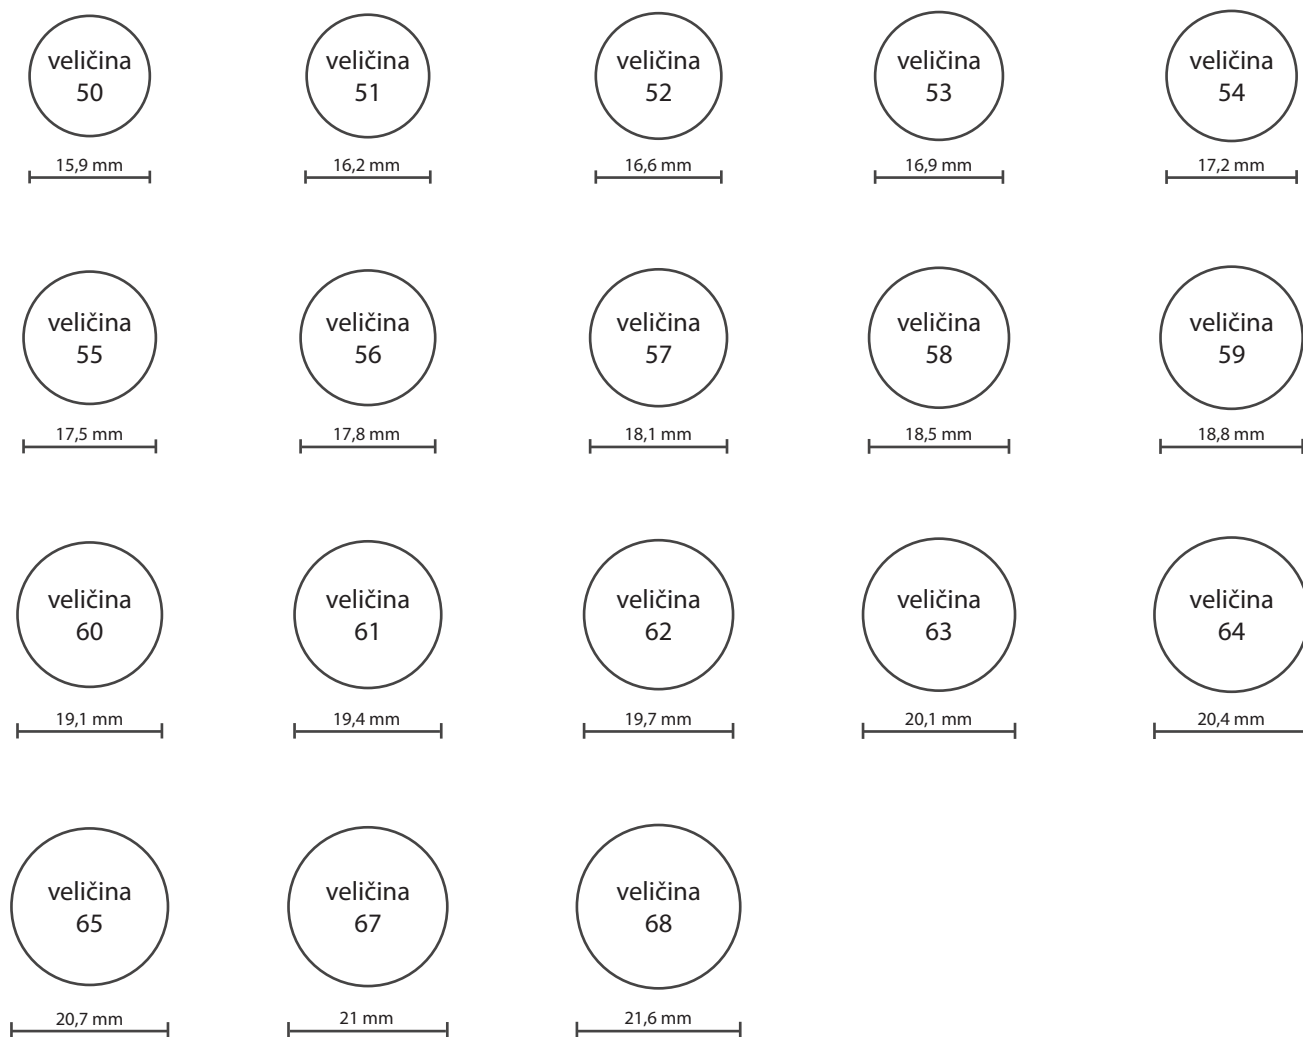 veličina
50
15,9 mm
veličina
51
16,2 mm
veličina
52
16,6 mm
veličina
53
16,9 mm
veličina
54
17,2 mm
veličina
55
17,5 mm
veličina
56
17,8 mm
veličina
57
18,1 mm
veličina
58
18,5 mm
veličina
59
18,8 mm
veličina
60
19,1 mm
veličina
61
19,4 mm
veličina
62
19,7 mm
veličina
63
20,1 mm
veličina
64
20,4 mm
veličina
65
20,7 mm
veličina
67
21 mm
veličina
68
21,6 mm